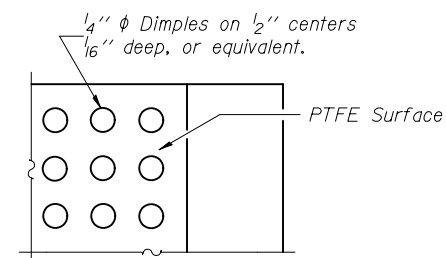 1/4'' φ Dimples on 1/2'' centers
1/16'' deep, or equivalent.
PTFE Surface